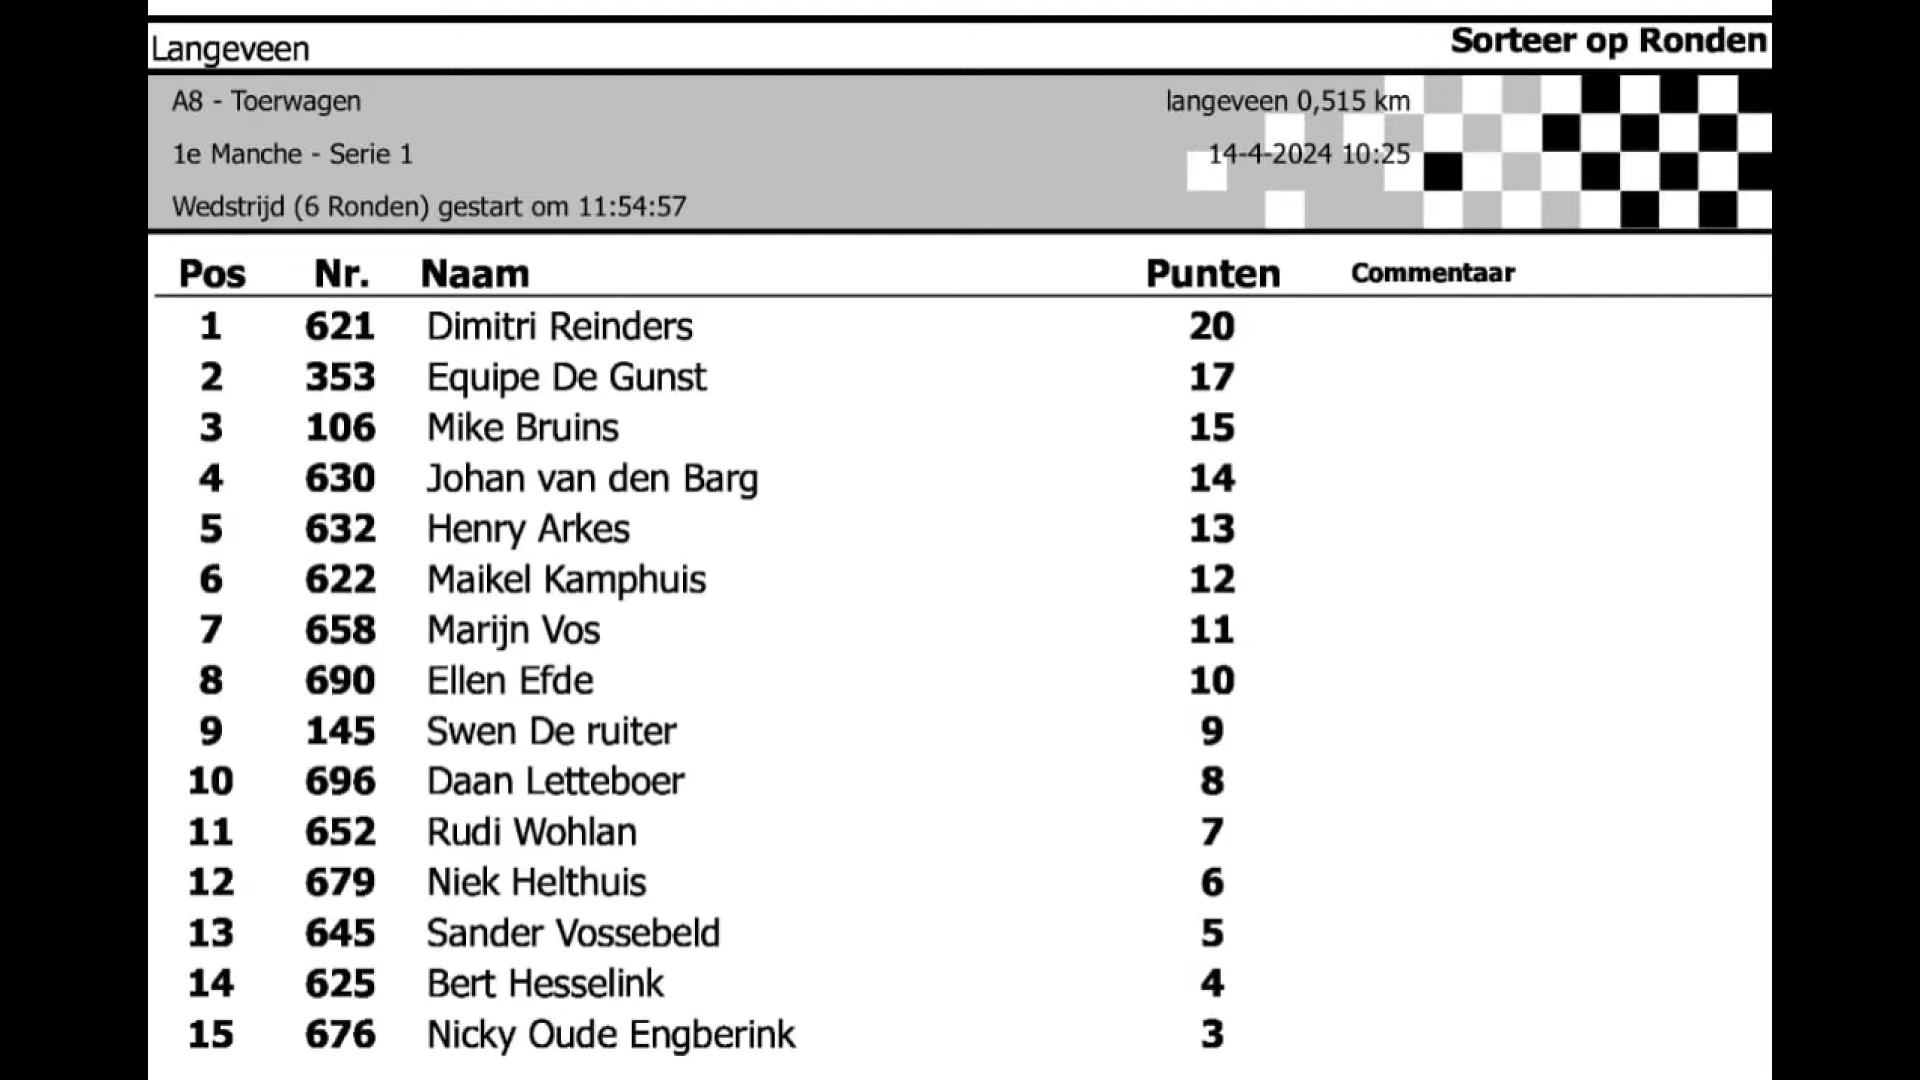 Langeveen Sorteer op Ronden
A8 - Toerwagen langeveen 0,515 km
1e Manche - Serie 1 14-4-2024 10:25
Wedstrijd (6 Ronden) gestart om 11:54:57
Pos Nr. Naam Punten Commentaar
1 621 Dimitri Reinders 20
2 353 Equipe De Gunst 17
3 106 Mike Bruins 15
4 630 Johan van den Barg 14
5 632 Henry Arkes 13
6 622 Maikel Kamphuis 12
7 658 Marijn Vos 11
8 690 Ellen Efde 10
9 145 Swen De ruiter 9
10 696 Daan Letteboer 8
11 652 Rudi Wohlan 7
12 679 Niek Helthuis 6
13 645 Sander Vossebeld 5
14 625 Bert Hesselink 4
15 676 Nicky Oude Engberink 3